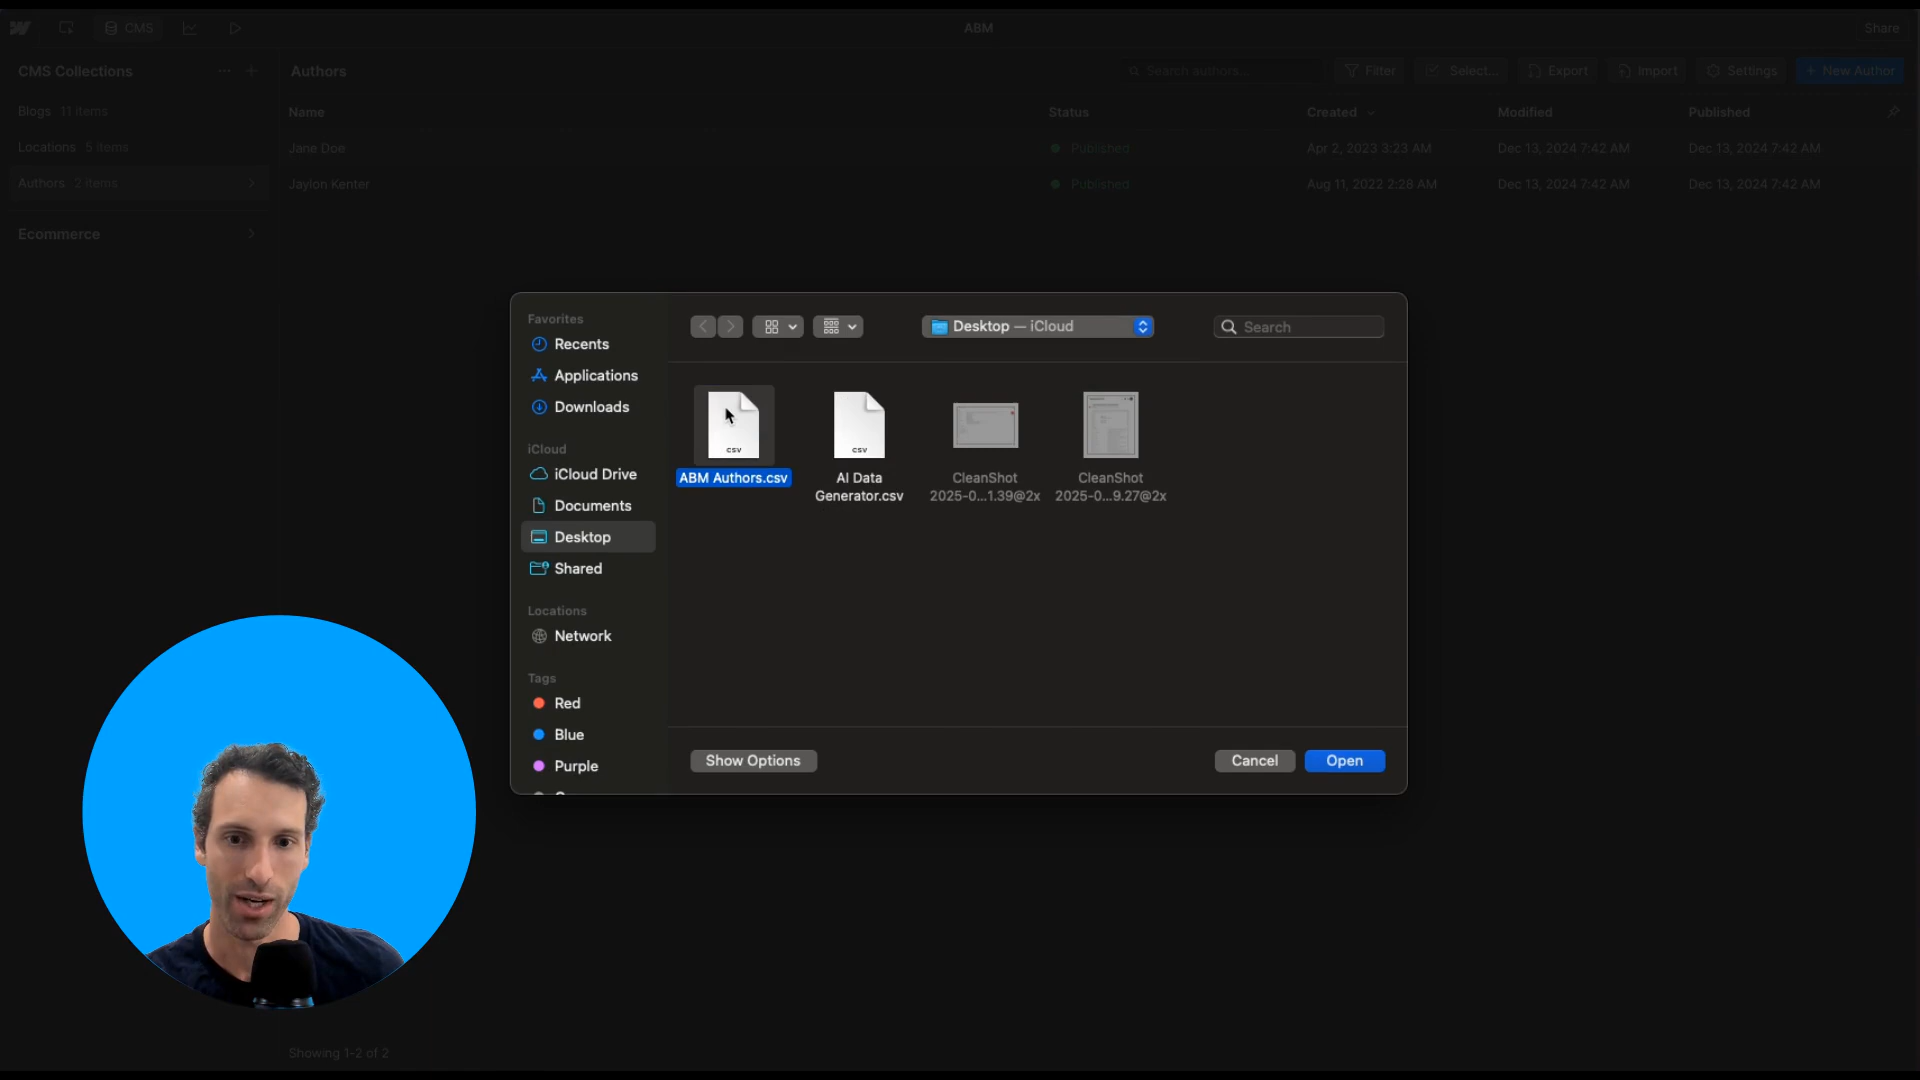 CMS
ABM
Share
CMS Collections
Authors
Search authors...
Filter
Select...
Export
Import
Settings
New Author
Blogs 11 Items
Locations 5 items
Authors 2 items
Ecommerce
Name
Status
Created
Modified
Published
Jane Doe
Published
Apr 2, 2023 3:23 AM
Dec 13, 2024 7:42 AM
Dec 13, 2024 7:42 AM
Jaylon Kenter
Published
Aug 11, 2022 2:28 AM
Dec 13, 2024 7:42 AM
Dec 13, 2024 7:42 AM
Favorites
Recents
Applications
Downloads
iCloud
iCloud Drive
Documents
Desktop
Shared
Locations
Network
Tags
Red
Blue
Purple
Desktop — iCloud
Search
CSV
ABM Authors.csv
CSV
AI Data
Generator.csv
CleanShot
2025-0...1.39@2x
CleanShot
2025-0...9.27@2x
Show Options
Cancel
Open
Showing 1-2 of 2